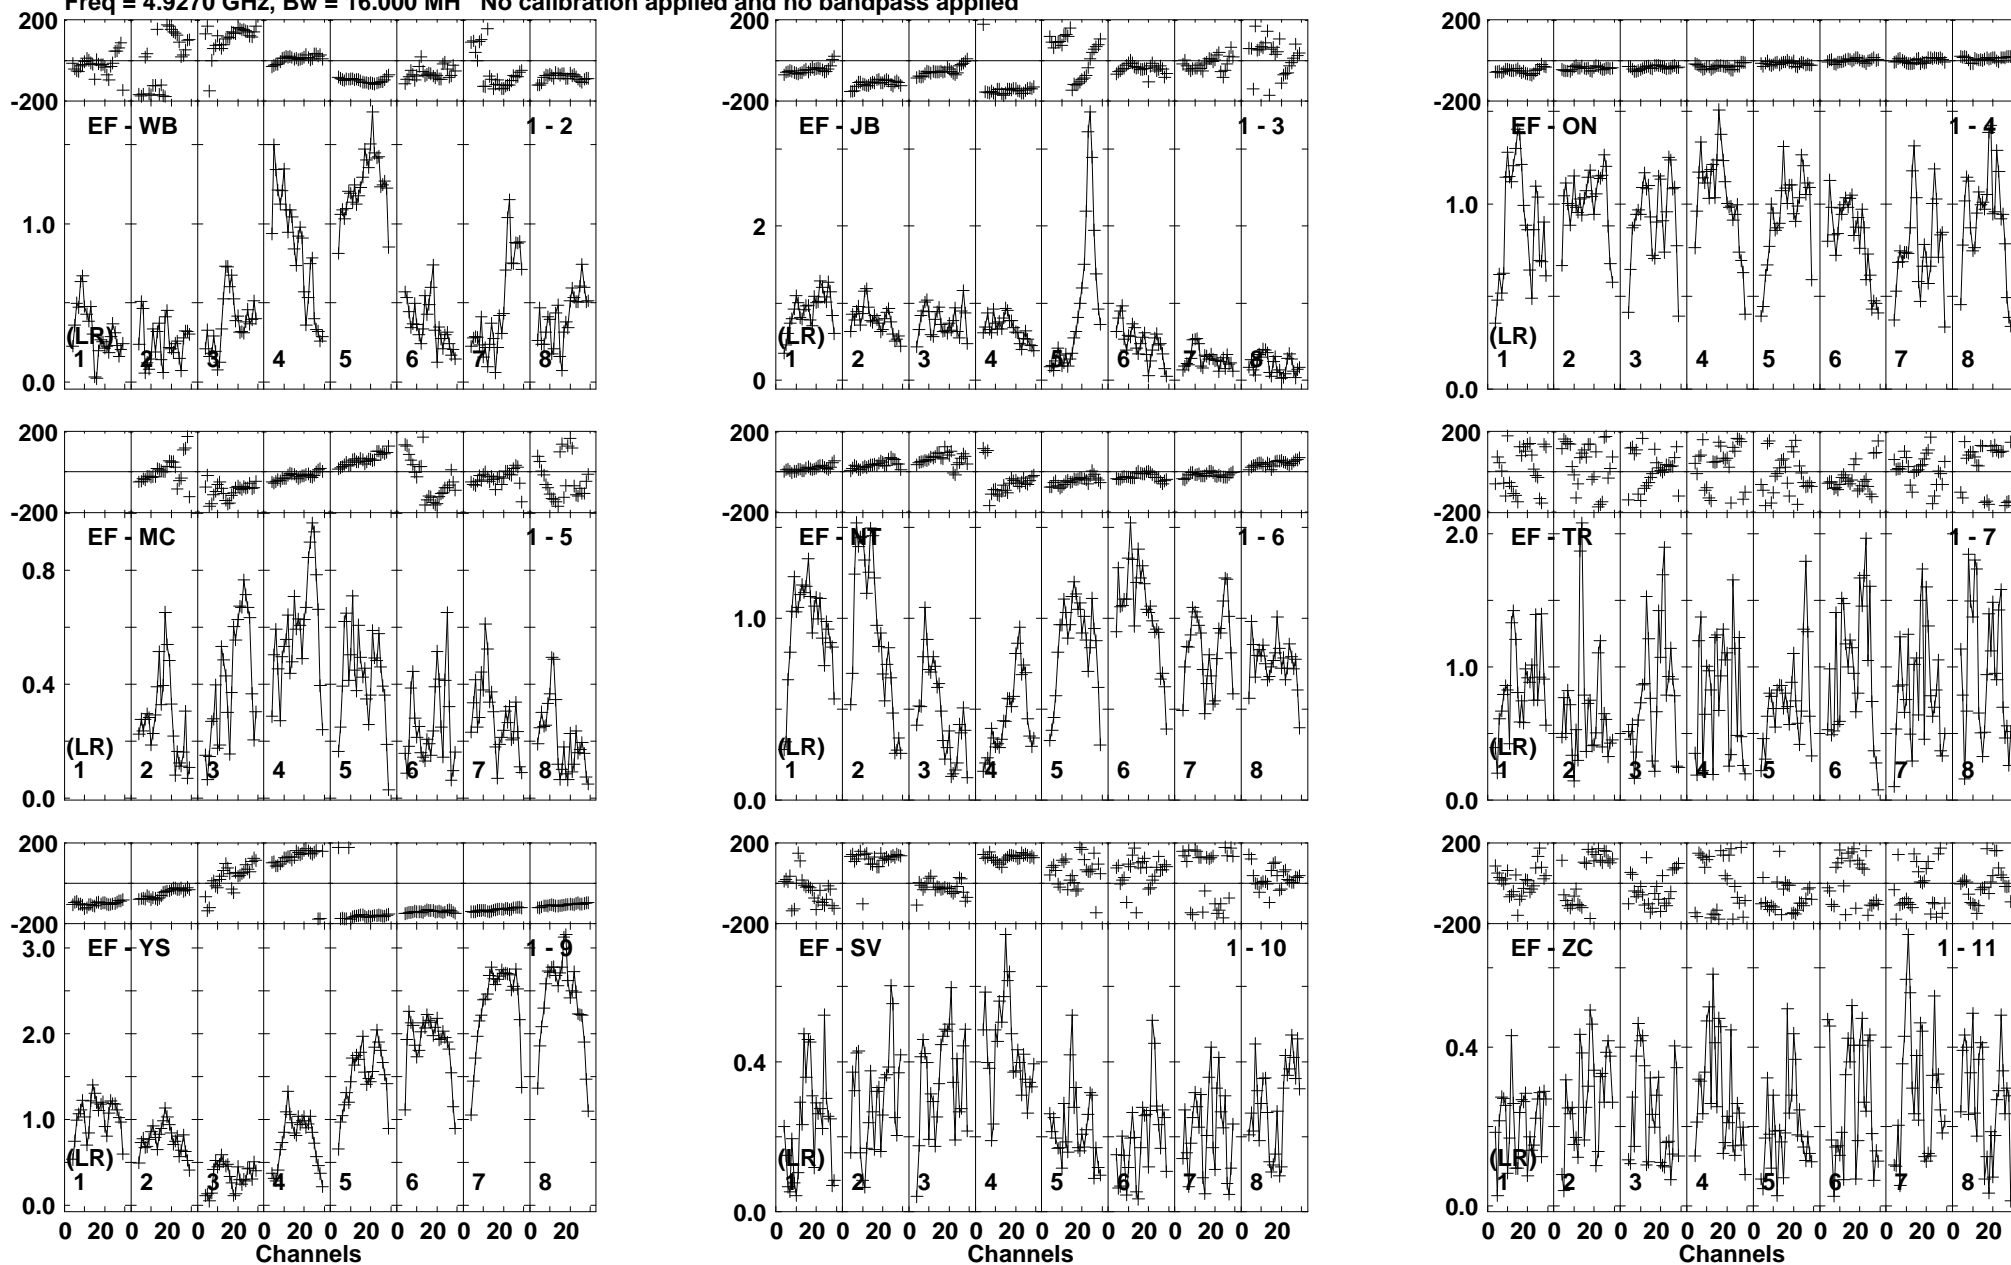 Freq = 4.9270 GHz, Bw = 16.000 MH No calibration applied and no bandpass applied
200 200 200
-200 -200 -200
EF - WB 1 - 2 EF - JB 1 - 3 EF - ON 1 - 4
1.0 2 1.0
(LR) (LR) (LR)
1 2 3 4 5 6 7 8 1 2 3 4 5 6 7 8 1 2 3 4 5 6 7 8
0.0 0 0.0
200 200 200
-200 -200 -200
EF - MC 1 - 5 EF - NT 1 - 6 EF - TR 1 - 7
2.0
0.8
1.0 1.0
0.4
(LR) (LR) (LR)
1 2 3 4 5 6 7 8 1 2 3 4 5 6 7 8 1 2 3 4 5 6 7 8
0.0 0.0 0.0
200 200 200
-200 -200 -200
EF - YS 1 - 9 EF - SV 1 - 10 EF - ZC 1 - 11
3.0
2.0
0.4 0.4
1.0
(LR) (LR) (LR)
1 2 3 4 5 6 7 8 1 2 3 4 5 6 7 8 1 2 3 4 5 6 7 8
0.0 0.0 0.0
0 20 0 20 0 20 0 20 0 20 0 20 0 20 0 20 0 20 0 20 0 20 0 20 0 20 0 20 0 20 0 20 0 20 0 20 0 20 0 20 0 20 0 20 0 20 0 20
Channels Channels Channels